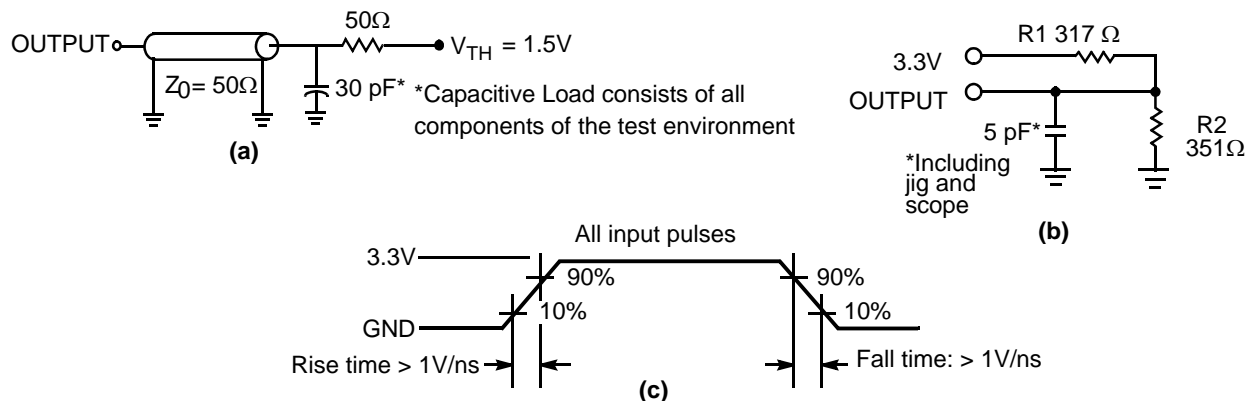 50Ω
OUTPUT
V_TH = 1.5V
Z₀= 50Ω
30 pF*
*Capacitive Load consists of all
components of the test environment
(a)
R1 317 Ω
3.3V
OUTPUT
5 pF*
R2
351Ω
*Including
jig and
scope
(b)
All input pulses
3.3V
90%
90%
10%
10%
GND
Rise time > 1V/ns
Fall time: > 1V/ns
(c)